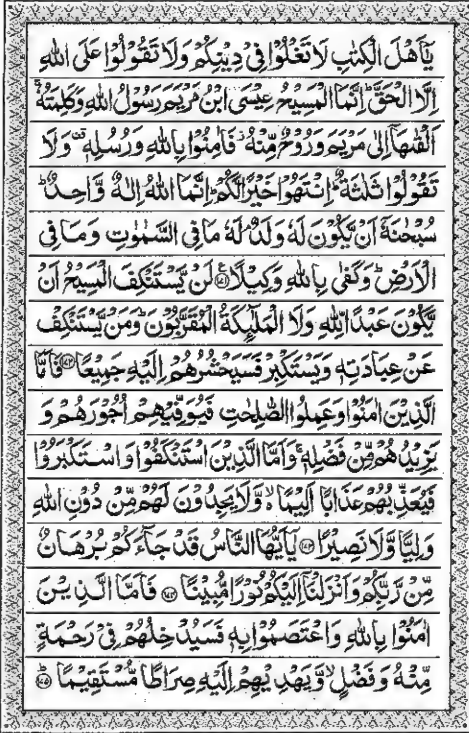 يٰۤاَهْلَ الْكِتٰبِ لَا تَغْلُوْا فِيْ دِيْنِكُمْ وَلَا تَقُوْلُوْا عَلَى اللّٰهِ
اِلَّا الْحَقَّ ؕ اِنَّمَا الْمَسِيْحُ عِيْسَى ابْنُ مَرْيَمَ رَسُوْلُ اللّٰهِ وَكَلِمَتُهٗ ۚ
اَلْقٰىهَاۤ اِلٰى مَرْيَمَ وَرُوْحٌ مِّنْهُ ؗ فَاٰمِنُوْا بِاللّٰهِ وَرُسُلِهٖ ۚ وَلَا
تَقُوْلُوْا ثَلٰثَةٌ ؕ اِنْتَهُوْا خَيْرًا لَّكُمْ ؕ اِنَّمَا اللّٰهُ اِلٰهٌ وَّاحِدٌ ؕ
سُبْحٰنَهٗۤ اَنْ يَّكُوْنَ لَهٗ وَلَدٌ ۘ لَهٗ مَا فِي السَّمٰوٰتِ وَمَا فِي
الْاَرْضِ ؕ وَكَفٰى بِاللّٰهِ وَكِيْلًا ۧ لَنْ يَّسْتَنْكِفَ الْمَسِيْحُ اَنْ
يَّكُوْنَ عَبْدًا لِّلّٰهِ وَلَا الْمَلٰٓئِكَةُ الْمُقَرَّبُوْنَ ؕ وَمَنْ يَّسْتَنْكِفْ
عَنْ عِبَادَتِهٖ وَيَسْتَكْبِرْ فَسَيَحْشُرُهُمْ اِلَيْهِ جَمِيْعًا ﴿۱۷۲﴾ فَاَمَّا
الَّذِيْنَ اٰمَنُوْا وَعَمِلُوا الصّٰلِحٰتِ فَيُوَفِّيْهِمْ اُجُوْرَهُمْ وَ
يَزِيْدُهُمْ مِّنْ فَضْلِهٖ ۚ وَاَمَّا الَّذِيْنَ اسْتَنْكَفُوْا وَاسْتَكْبَرُوْا
فَيُعَذِّبُهُمْ عَذَابًا اَلِيْمًا ۙ وَّلَا يَجِدُوْنَ لَهُمْ مِّنْ دُوْنِ اللّٰهِ
وَلِيًّا وَّلَا نَصِيْرًا ﴿۱۷۳﴾ يٰۤاَيُّهَا النَّاسُ قَدْ جَآءَكُمْ بُرْهَانٌ
مِّنْ رَّبِّكُمْ وَاَنْزَلْنَاۤ اِلَيْكُمْ نُوْرًا مُّبِيْنًا ﴿۱۷۴﴾ فَاَمَّا الَّذِيْنَ
اٰمَنُوْا بِاللّٰهِ وَاعْتَصَمُوْا بِهٖ فَسَيُدْخِلُهُمْ فِيْ رَحْمَةٍ
مِّنْهُ وَفَضْلٍ ۙ وَّيَهْدِيْهِمْ اِلَيْهِ صِرَاطًا مُّسْتَقِيْمًا ﴿۱۷۵﴾